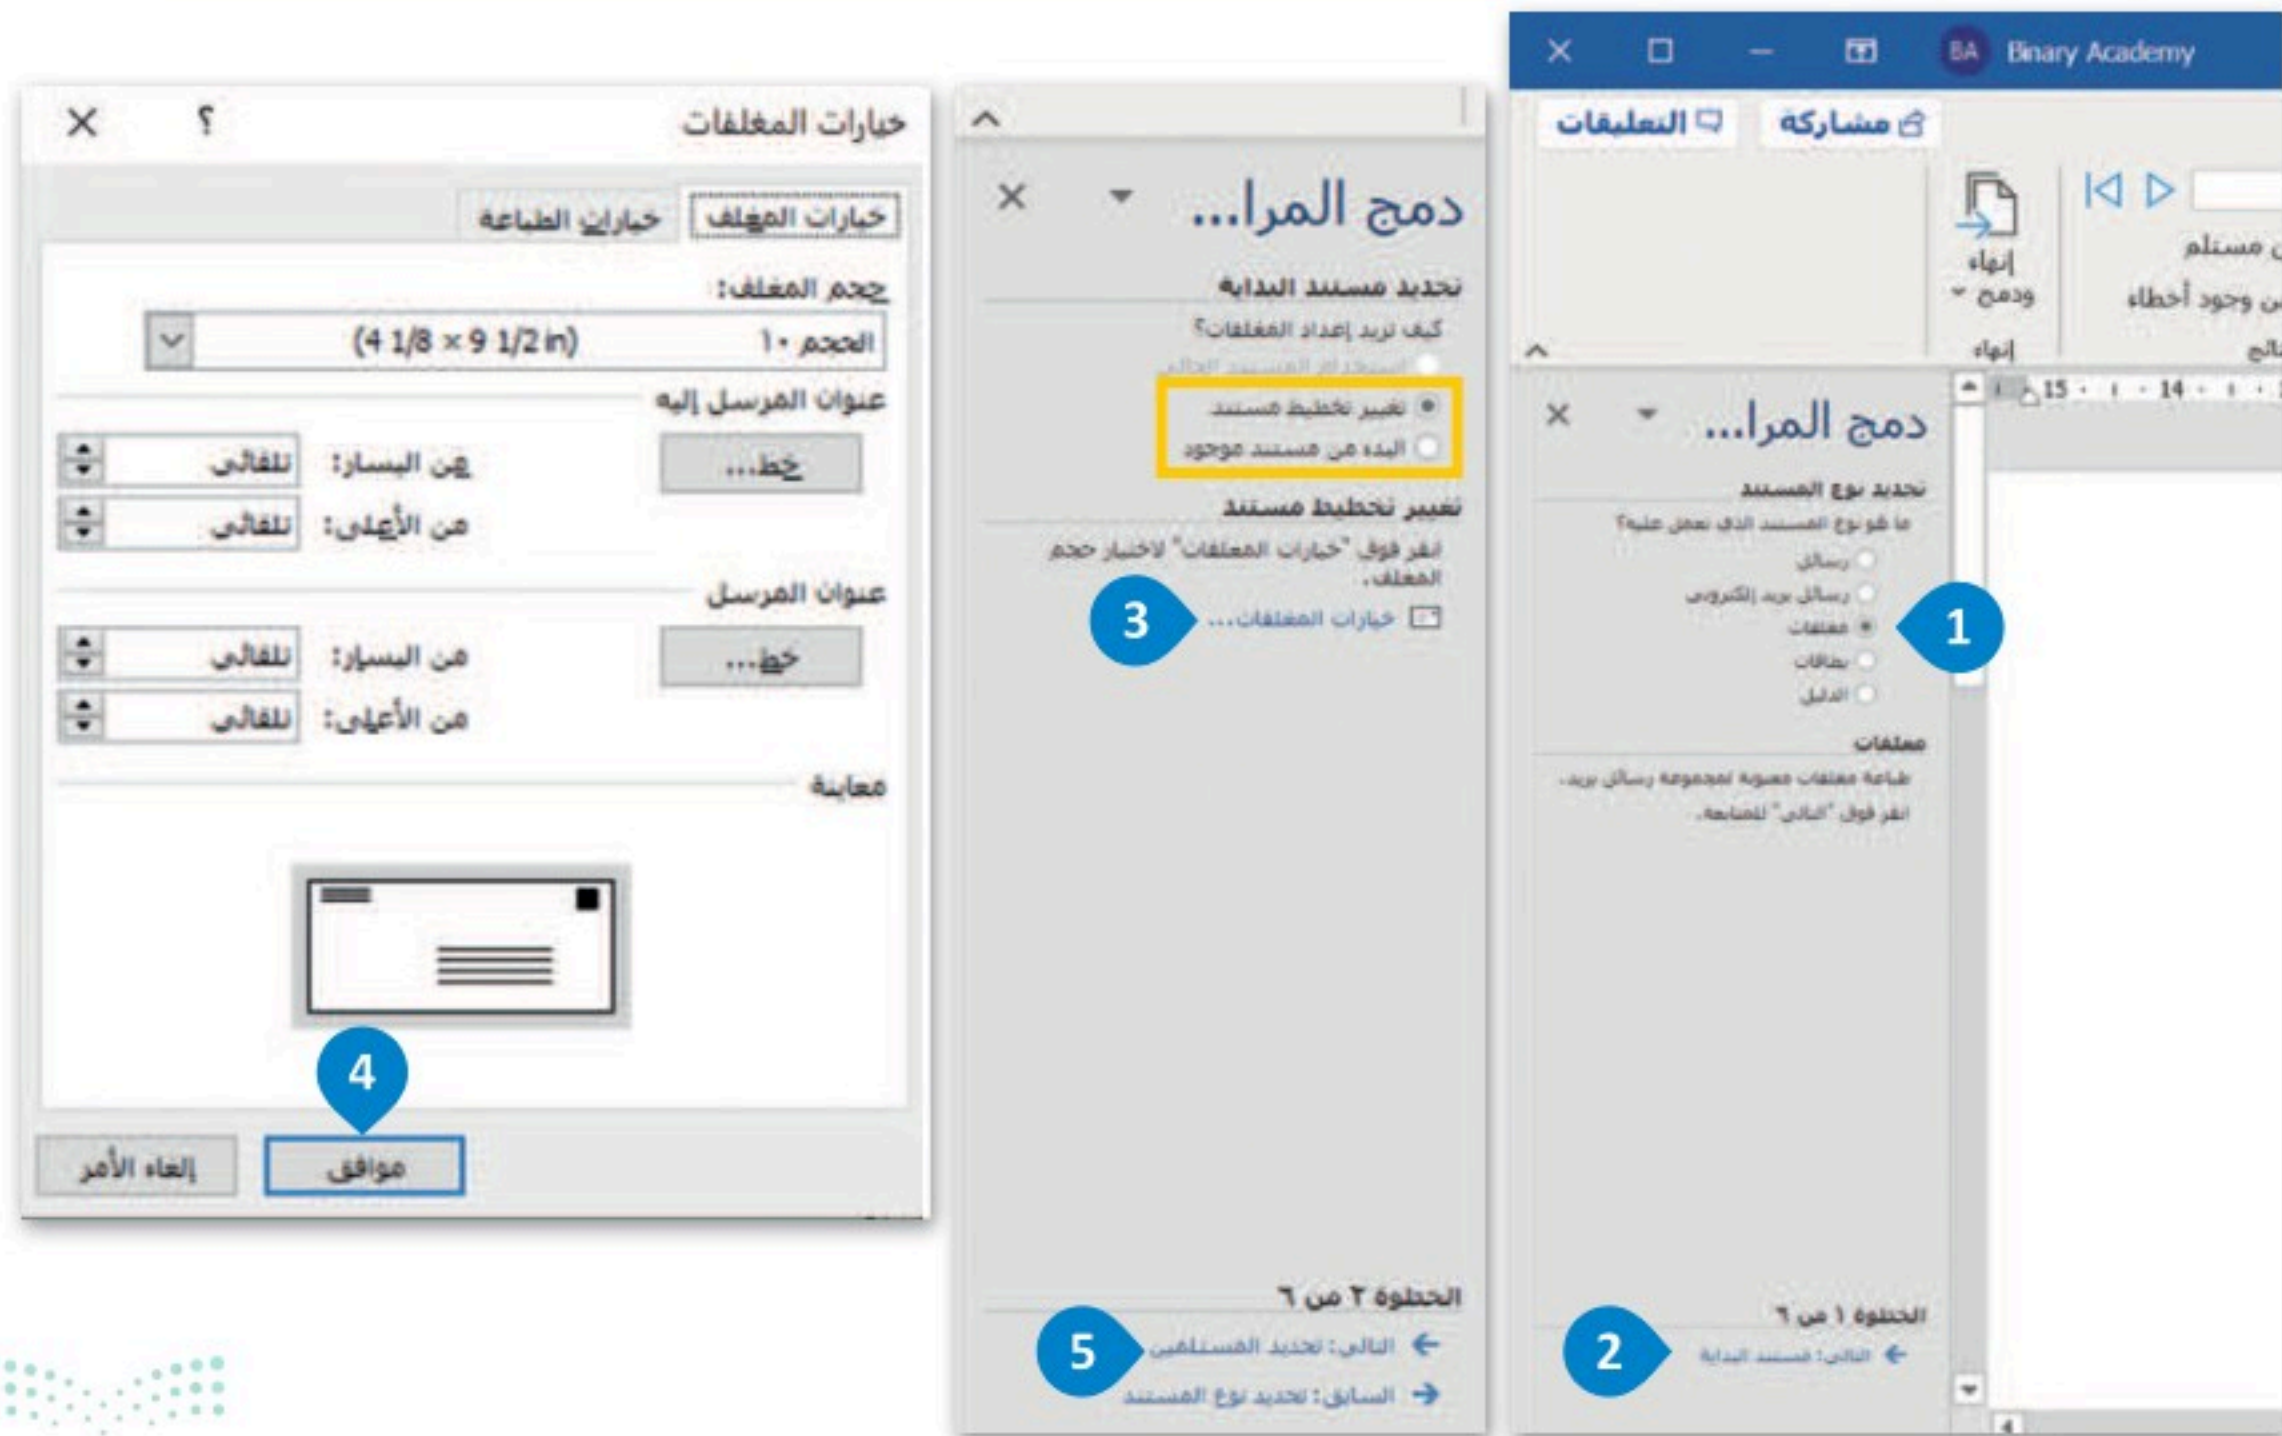 Binary Academy
BA
مشاركة
التعليقات
إنهاء
ودمج
إنهاء
مستلم
وجود أخطاء
15 14
دمج المرا...
تحديد نوع المستند
ما هو نوع المستند الذي تعمل عليه؟
رسائل
رسائل بريد إلكتروني
مغلفات
بطاقات
الدليل
1
مغلفات
طباعة مغلفات معنونة لمجموعة رسائل بريد.
انقر فوق "التالي" للمتابعة.
الخطوة ١ من ٦
التالي: مستند البداية
2
دمج المرا...
تحديد مستند البداية
كيف تريد إعداد المغلفات؟
استخدام المستند الحالي
تغيير تخطيط مستند
البدء من مستند موجود
تغيير تخطيط مستند
انقر فوق "خيارات المغلفات" لاختيار حجم
المغلف.
خيارات المغلفات...
3
الخطوة ٢ من ٦
التالي: تحديد المستلمين
5
السابق: تحديد نوع المستند
خيارات المغلفات
؟
خيارات المغلف
خيارات الطباعة
حجم المغلف:
الحجم ١٠ (4 1/8 × 9 1/2 in)
عنوان المرسل إليه
خط...
من اليسار: تلقائي
من الأعلى: تلقائي
عنوان المرسل
خط...
من اليسار: تلقائي
من الأعلى: تلقائي
معاينة
4
موافق
إلغاء الأمر